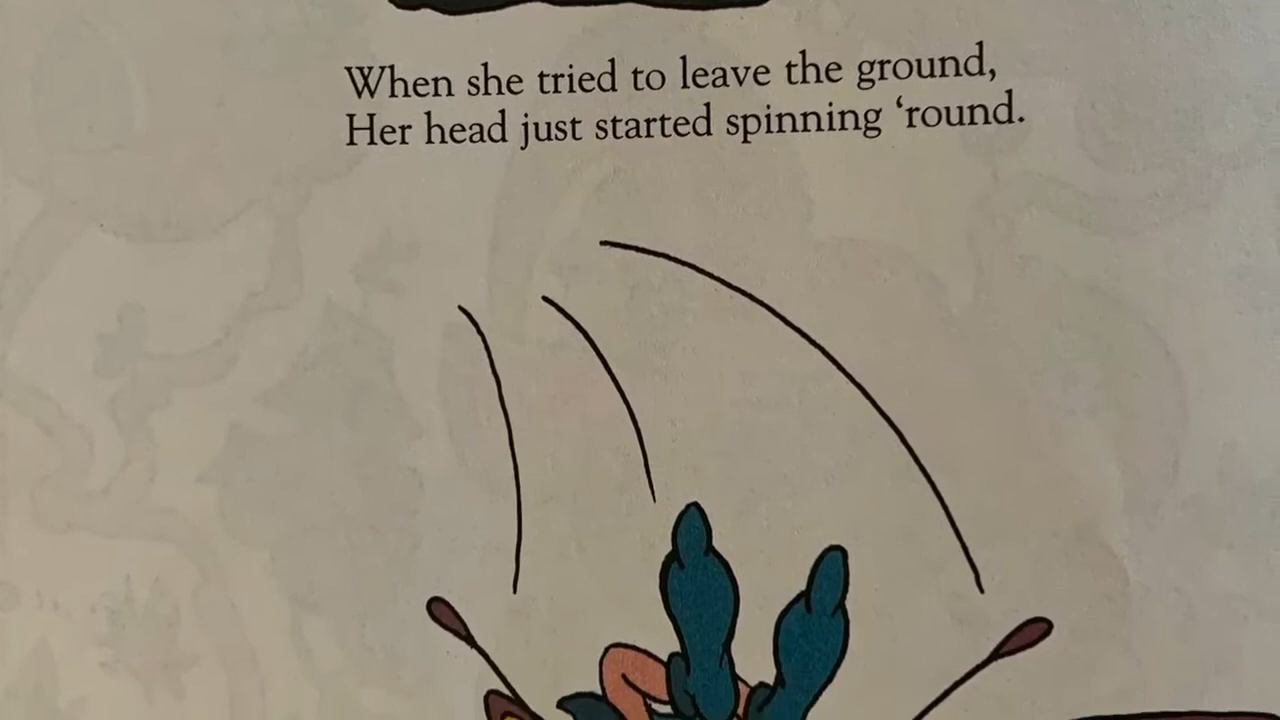 When she tried to leave the ground,
Her head just started spinning ‘round.